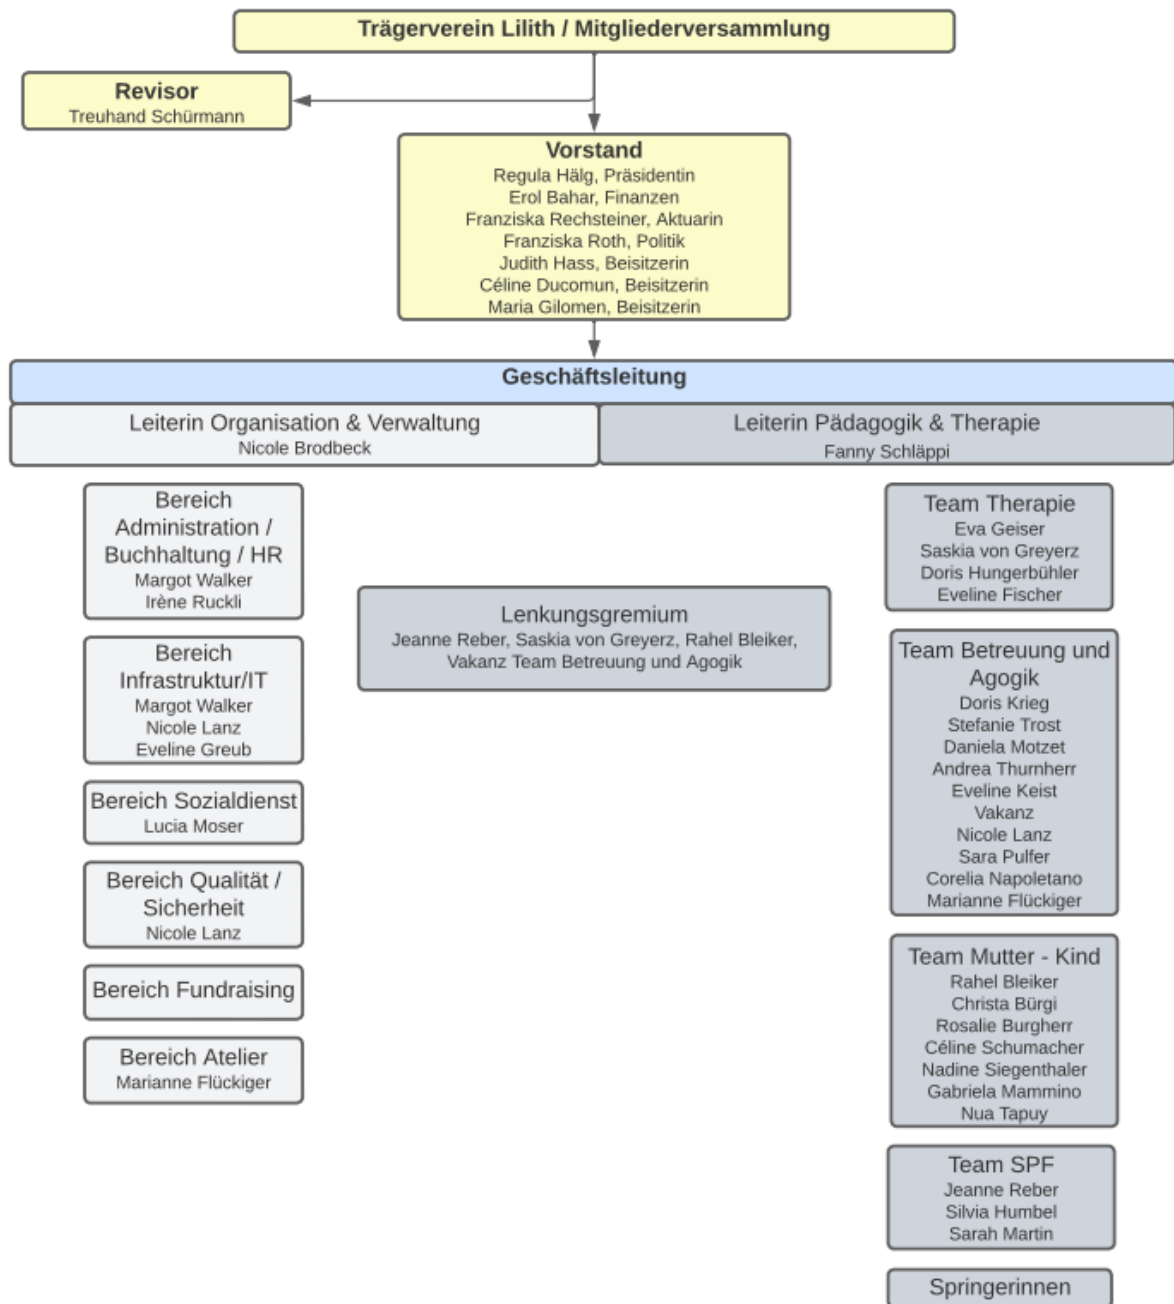 Trägerverein Lilith / Mitgliederversammlung
Revisor
Treuhand Schürmann
Vorstand
Regula Hälg, Präsidentin
Erol Bahar, Finanzen
Franziska Rechsteiner, Aktuarin
Franziska Roth, Politik
Judith Hass, Beisitzerin
Céline Ducomun, Beisitzerin
Maria Gilomen, Beisitzerin
Geschäftsleitung
Leiterin Organisation & Verwaltung
Nicole Brodbeck
Leiterin Pädagogik & Therapie
Fanny Schläppi
Bereich
Administration /
Buchhaltung / HR
Margot Walker
Irène Ruckli
Bereich
Infrastruktur/IT
Margot Walker
Nicole Lanz
Eveline Greub
Bereich Sozialdienst
Lucia Moser
Bereich Qualität /
Sicherheit
Nicole Lanz
Bereich Fundraising
Bereich Atelier
Marianne Flückiger
Lenkungsgremium
Jeanne Reber, Saskia von Greyerz, Rahel Bleiker,
Vakanz Team Betreuung und Agogik
Team Therapie
Eva Geiser
Saskia von Greyerz
Doris Hungerbühler
Eveline Fischer
Team Betreuung und
Agogik
Doris Krieg
Stefanie Trost
Daniela Motzet
Andrea Thurnherr
Eveline Keist
Vakanz
Nicole Lanz
Sara Pulfer
Corelia Napoletano
Marianne Flückiger
Team Mutter - Kind
Rahel Bleiker
Christa Bürgi
Rosalie Burgherr
Céline Schumacher
Nadine Siegenthaler
Gabriela Mammino
Nua Tapuy
Team SPF
Jeanne Reber
Silvia Humbel
Sarah Martin
Springerinnen